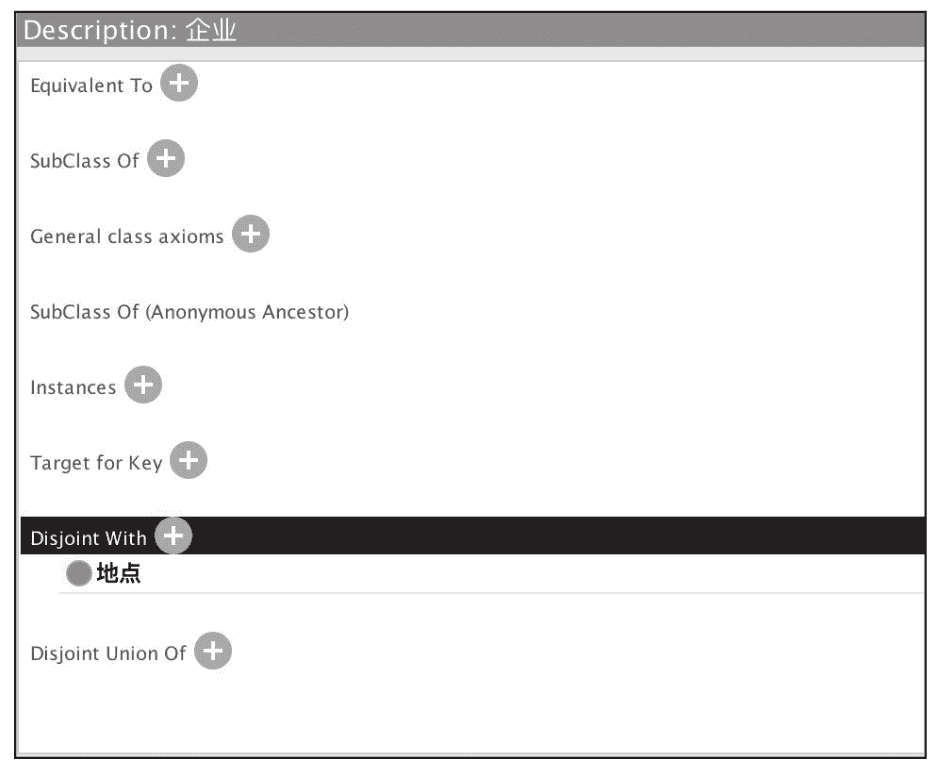 Description: 企业
Equivalent To
SubClass Of
General class axioms
SubClass Of (Anonymous Ancestor)
Instances
Target for Key
Disjoint With
地点
Disjoint Union Of